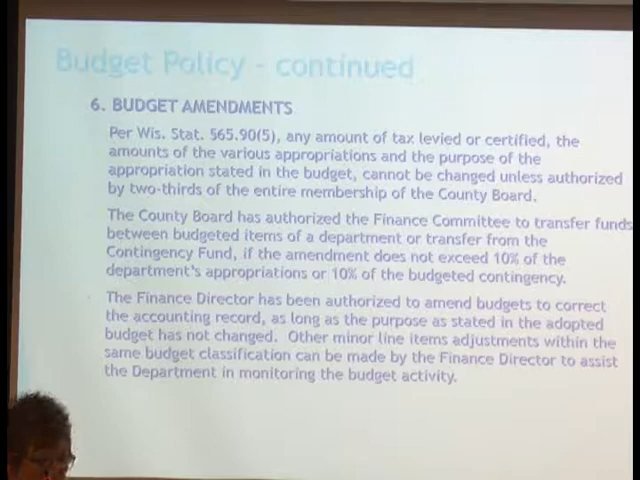 Budget Policy - continued
6. BUDGET AMENDMENTS
Per Wis. Stat. §65.90(5), any amount of tax levied or certified, the
amounts of the various appropriations and the purpose of the
appropriation stated in the budget, cannot be changed unless authorized
by two-thirds of the entire membership of the County Board.
The County Board has authorized the Finance Committee to transfer funds
between budgeted items of a department or transfer from the
Contingency Fund, if the amendment does not exceed 10% of the
department's appropriations or 10% of the budgeted contingency.
The Finance Director has been authorized to amend budgets to correct
the accounting record, as long as the purpose as stated in the adopted
budget has not changed. Other minor line items adjustments within the
same budget classification can be made by the Finance Director to assist
the Department in monitoring the budget activity.